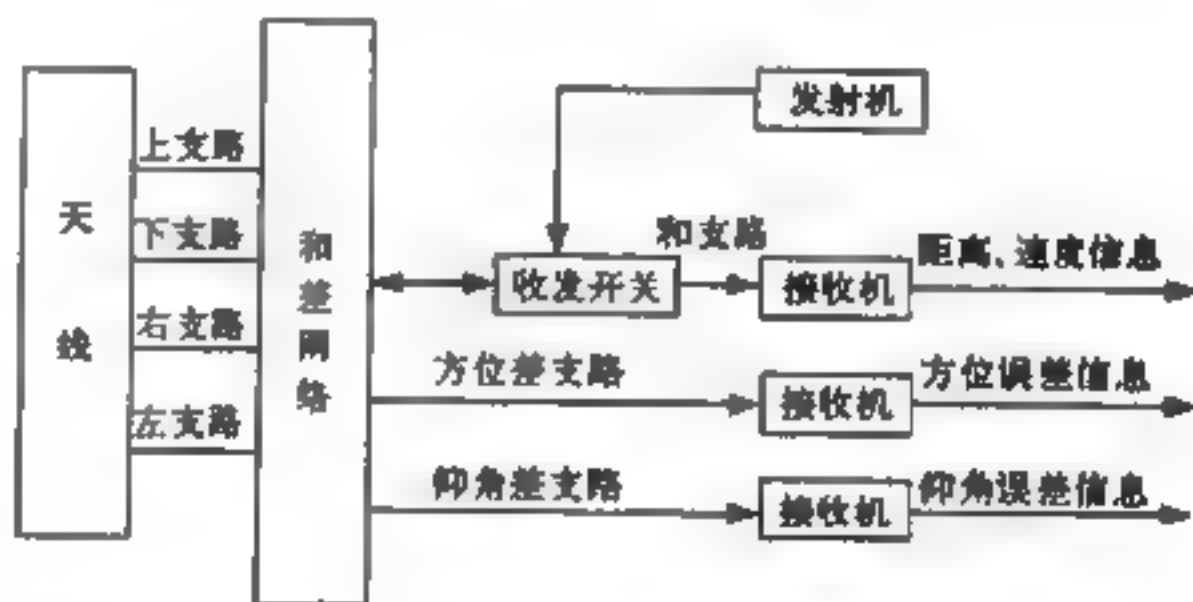 发射机
上支路
天线
下支路
和差网络
和支路
收发开关
接收机
距离、速度信息
右支路
方位差支路
接收机
方位误差信息
左支路
仰角差支路
接收机
仰角误差信息